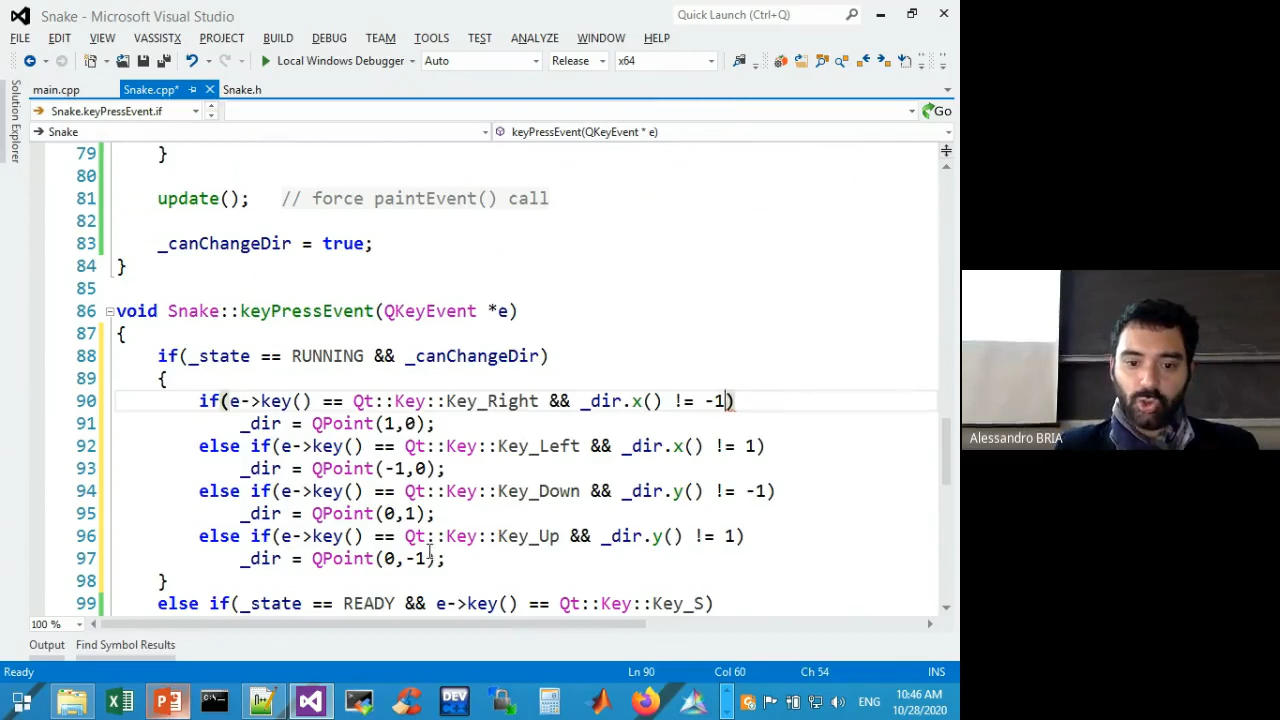 Snake - Microsoft Visual Studio
Quick Launch (Ctrl+Q)
FILE EDIT VIEW VASSISTX PROJECT BUILD DEBUG TEAM TOOLS TEST ANALYZE WINDOW HELP
Local Windows Debugger Auto Release x64
Solution Explorer
main.cpp Snake.cpp* Snake.h
Snake.keyPressEvent.if Go
Snake keyPressEvent(QKeyEvent * e)
79 }
80
81 update(); // force paintEvent() call
82
83 _canChangeDir = true;
84 }
85
86 void Snake::keyPressEvent(QKeyEvent *e)
87 {
88 if(_state == RUNNING && _canChangeDir)
89 {
90 if(e->key() == Qt::Key::Key_Right && _dir.x() != -1)
91 _dir = QPoint(1,0);
92 else if(e->key() == Qt::Key::Key_Left && _dir.x() != 1)
93 _dir = QPoint(-1,0);
94 else if(e->key() == Qt::Key::Key_Down && _dir.y() != -1)
95 _dir = QPoint(0,1);
96 else if(e->key() == Qt::Key::Key_Up && _dir.y() != 1)
97 _dir = QPoint(0,-1);
98 }
99 else if(_state == READY && e->key() == Qt::Key::Key_S)
100 %
Output Find Symbol Results
Ready Ln 90 Col 60 Ch 54 INS
DEV
ENG
10:46 AM
10/28/2020
Alessandro BRIA